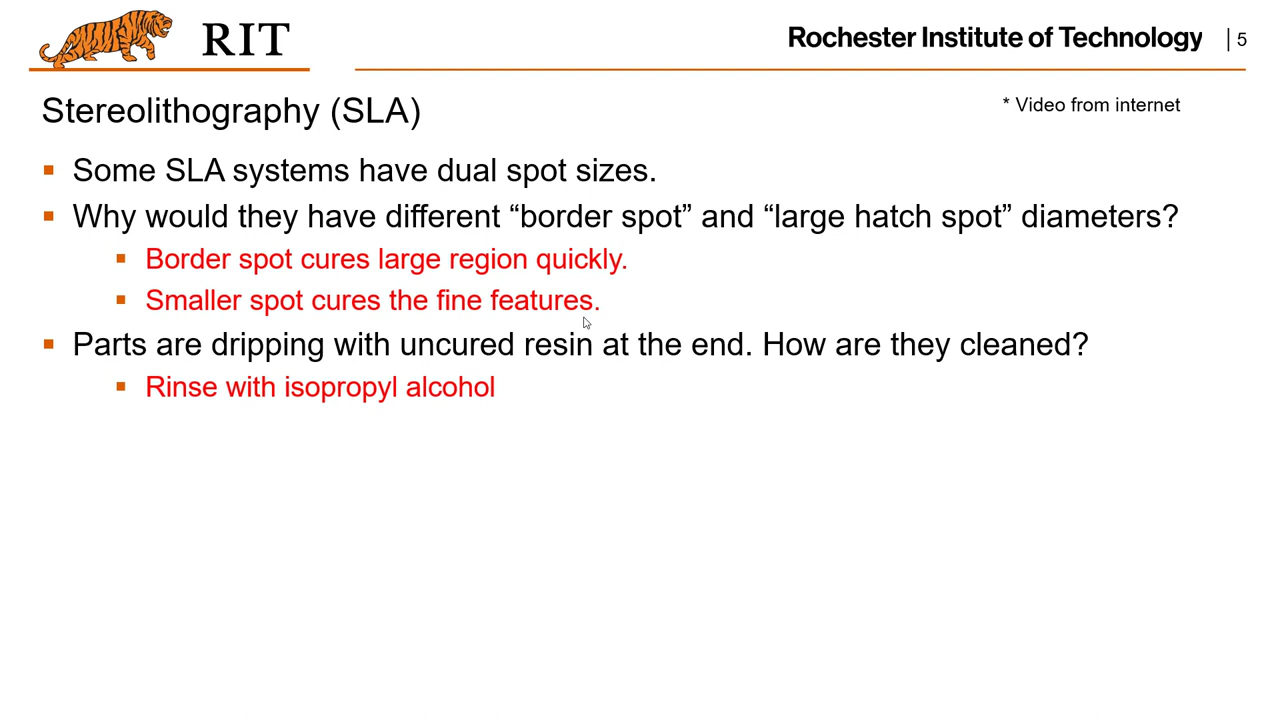 RIT
Rochester Institute of Technology | 5
Stereolithography (SLA)
* Video from internet
Some SLA systems have dual spot sizes.
Why would they have different “border spot” and “large hatch spot” diameters?
Border spot cures large region quickly.
Smaller spot cures the fine features.
Parts are dripping with uncured resin at the end. How are they cleaned?
Rinse with isopropyl alcohol